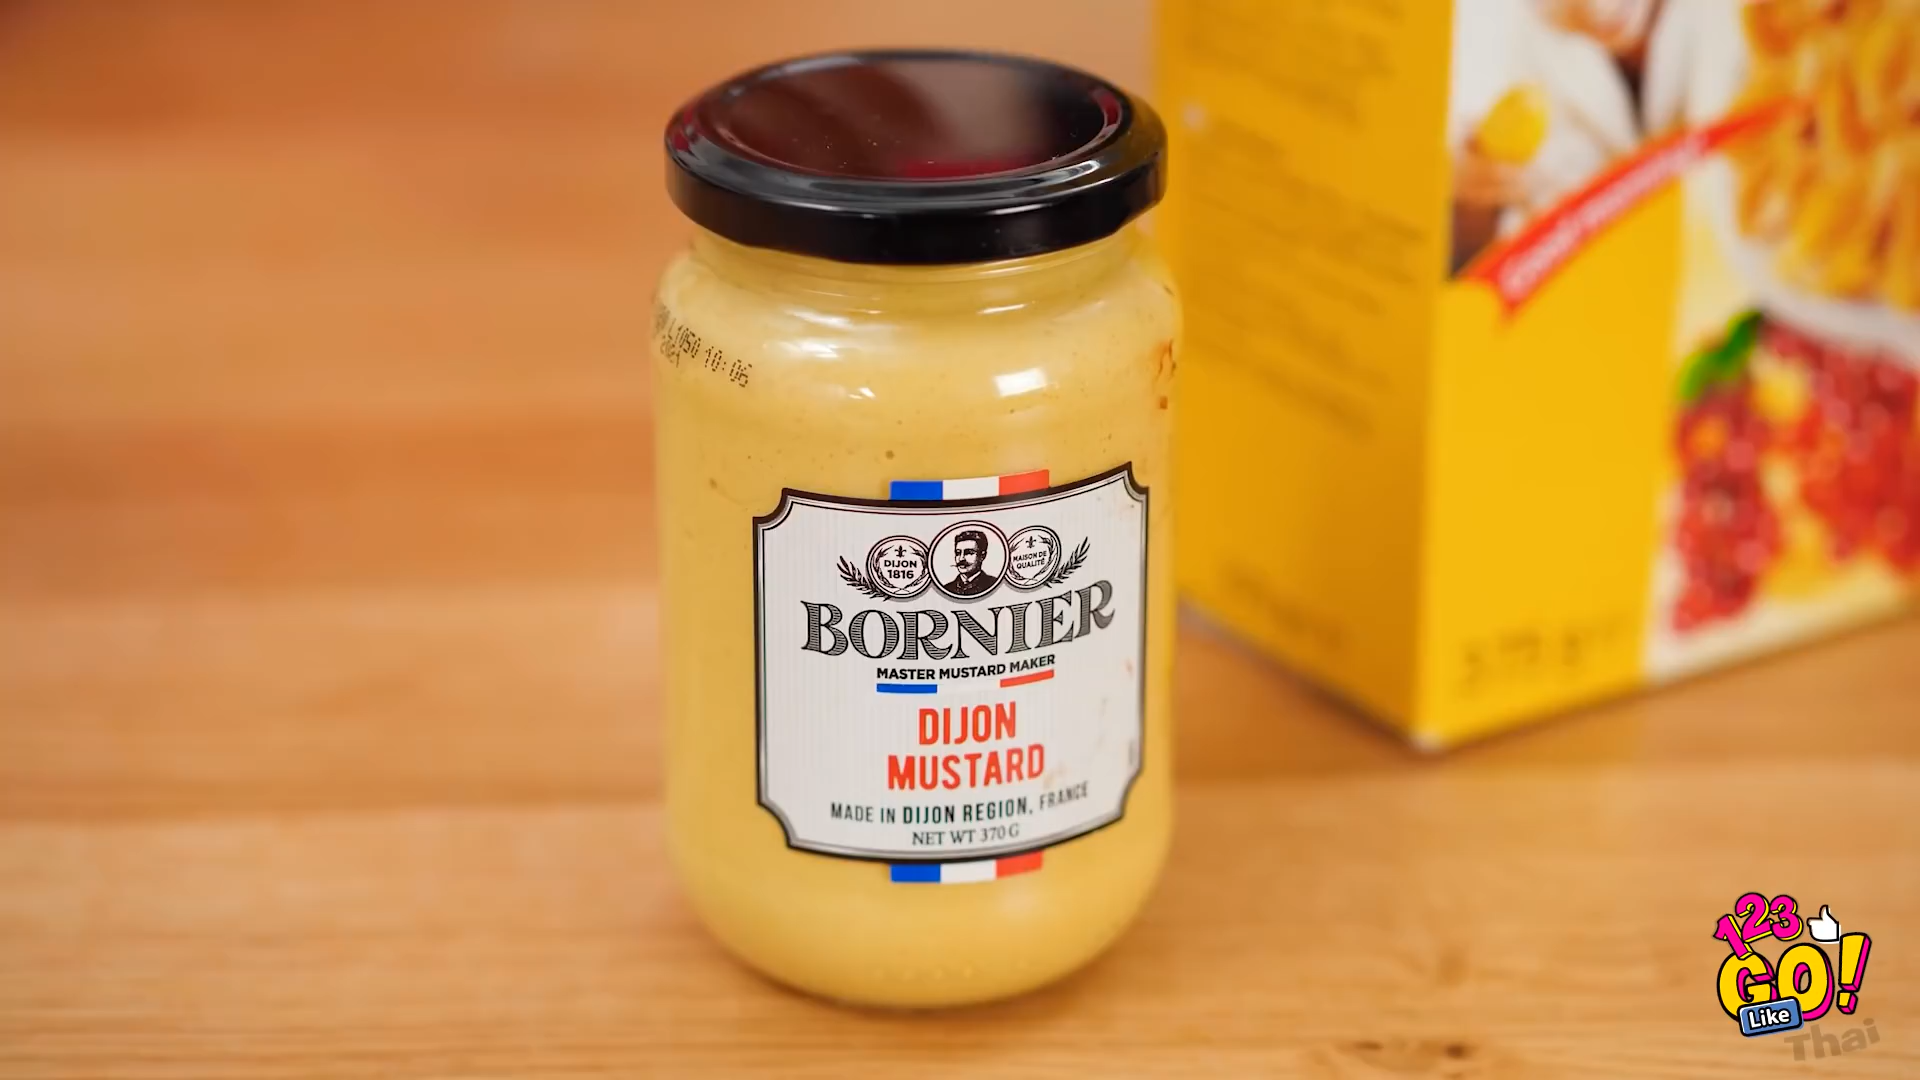 L1050 10:06
DIJON
1816
MAISON DE
QUALITÉ
BORNIER
MASTER MUSTARD MAKER
DIJON
MUSTARD
MADE IN DIJON REGION, FRANCE
NET WT 370 G
123
GO!
Like
Thai